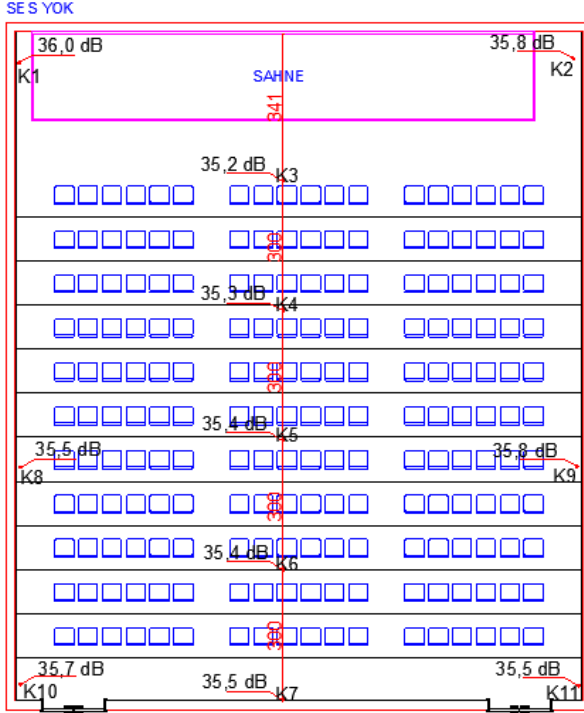 SES YOK
36,0 dB
35,8 dB
K1
K2
SAHNE
341
35,2 dB
K3
300
35,3 dB
K4
300
35,4 dB
K5
35,5 dB
35,8 dB
K8
K9
300
35,4 dB
K6
300
35,7 dB
35,5 dB
35,5 dB
K10
K7
K11